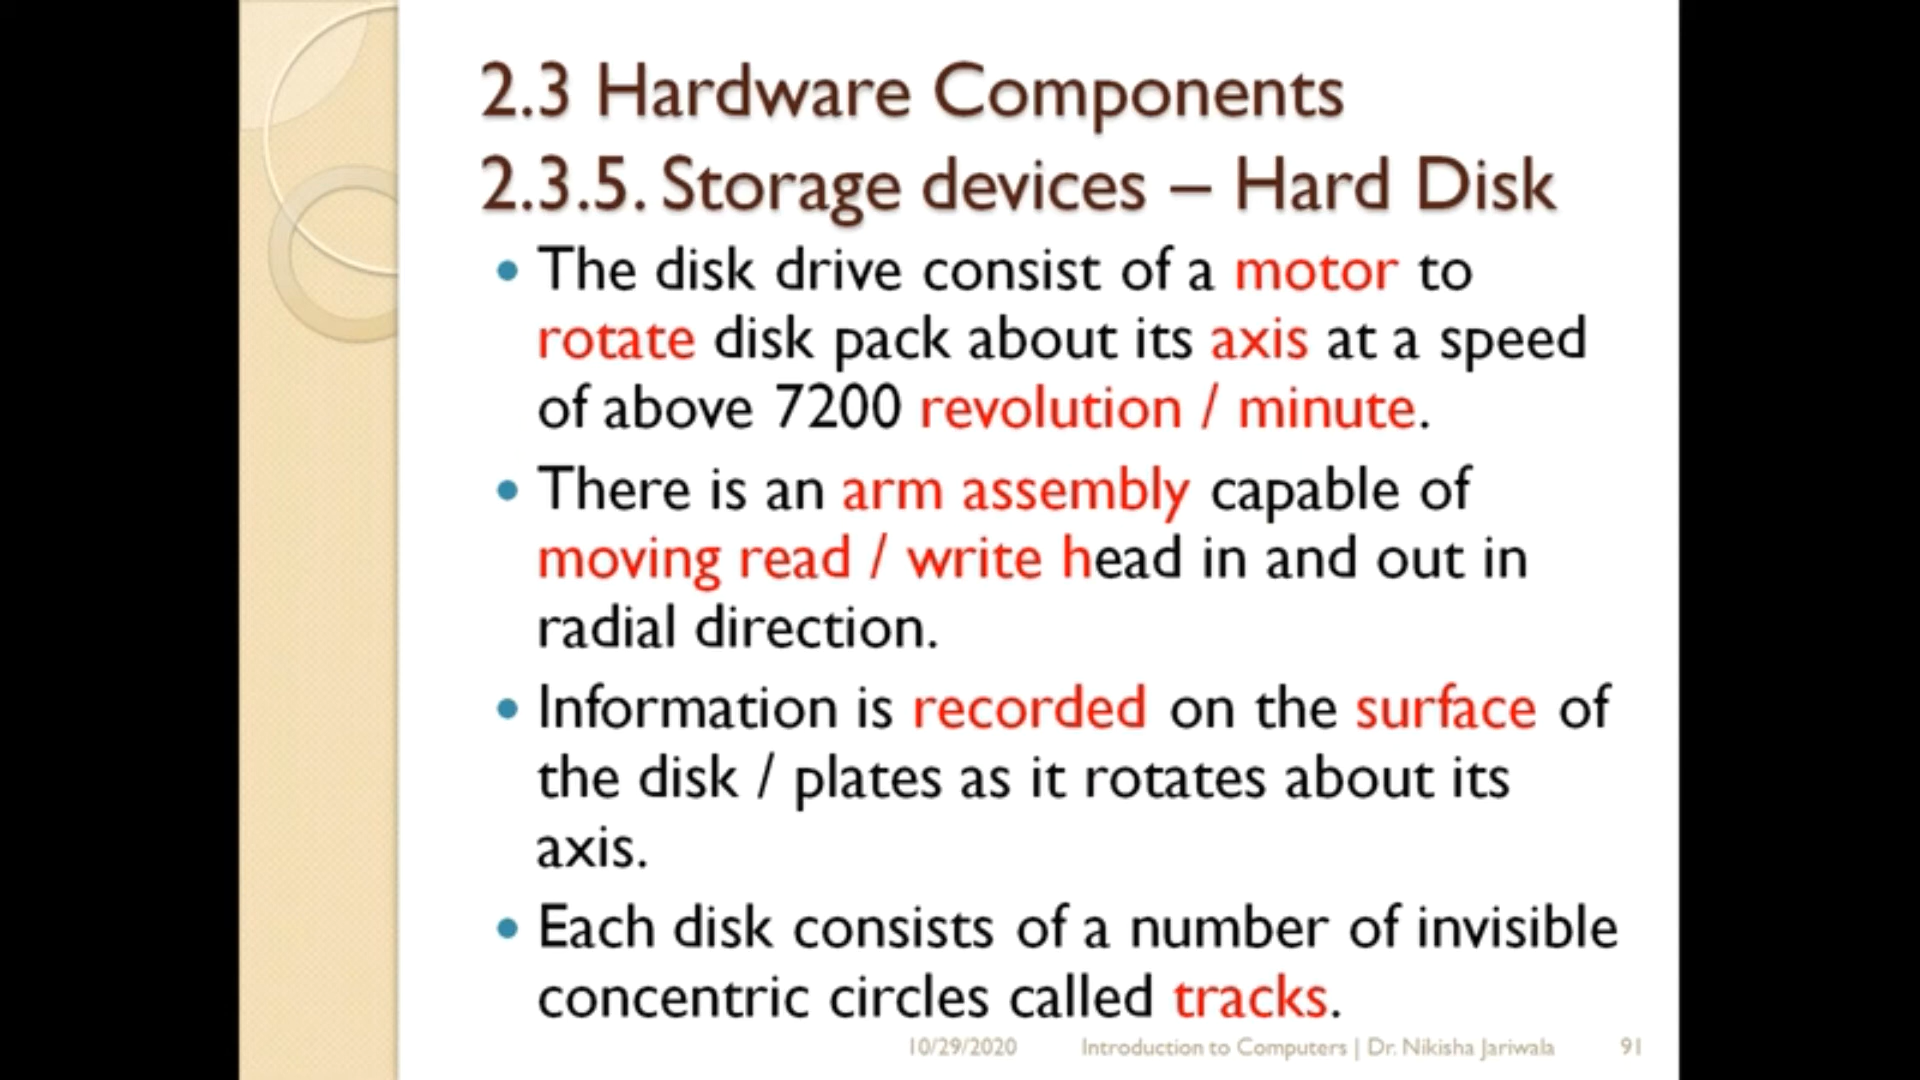 2.3 Hardware Components
2.3.5. Storage devices – Hard Disk
• The disk drive consist of a motor to
rotate disk pack about its axis at a speed
of above 7200 revolution / minute.
• There is an arm assembly capable of
moving read / write head in and out in
radial direction.
• Information is recorded on the surface of
the disk / plates as it rotates about its
axis.
• Each disk consists of a number of invisible
concentric circles called tracks.
10/29/2020 Introduction to Computers | Dr. Nikisha Jariwala 91